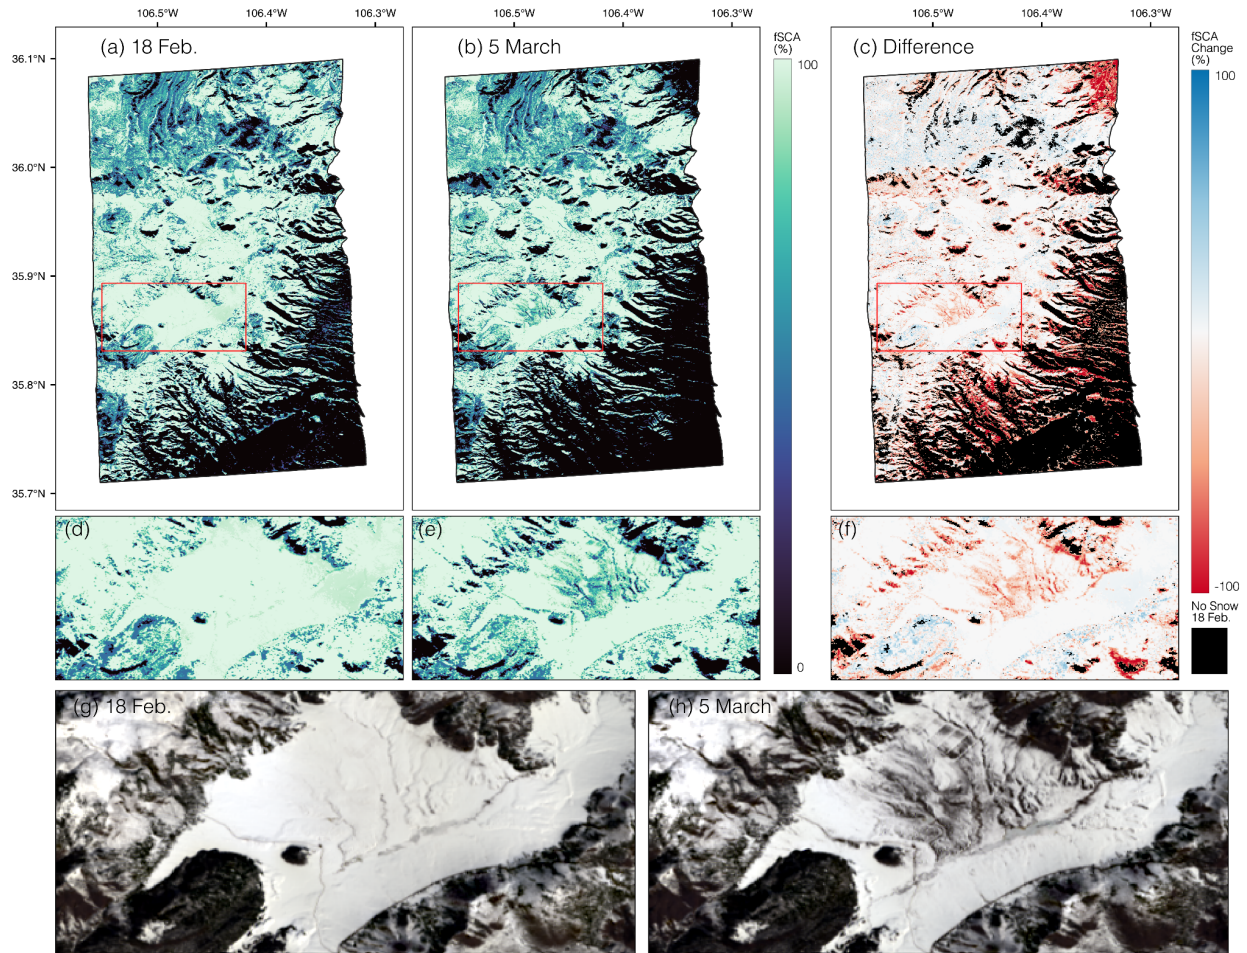 106.5°W 106.4°W 106.3°W 106.5°W 106.4°W 106.3°W 106.5°W 106.4°W 106.3°W
(a) 18 Feb.
(b) 5 March
fSCA
(%)
100
0
(c) Difference
fSCA
Change
(%)
100
-100
No Snow
18 Feb.
36.1°N
36.0°N
35.9°N
35.8°N
35.7°N
(d)
(e)
(f)
(g) 18 Feb.
(h) 5 March